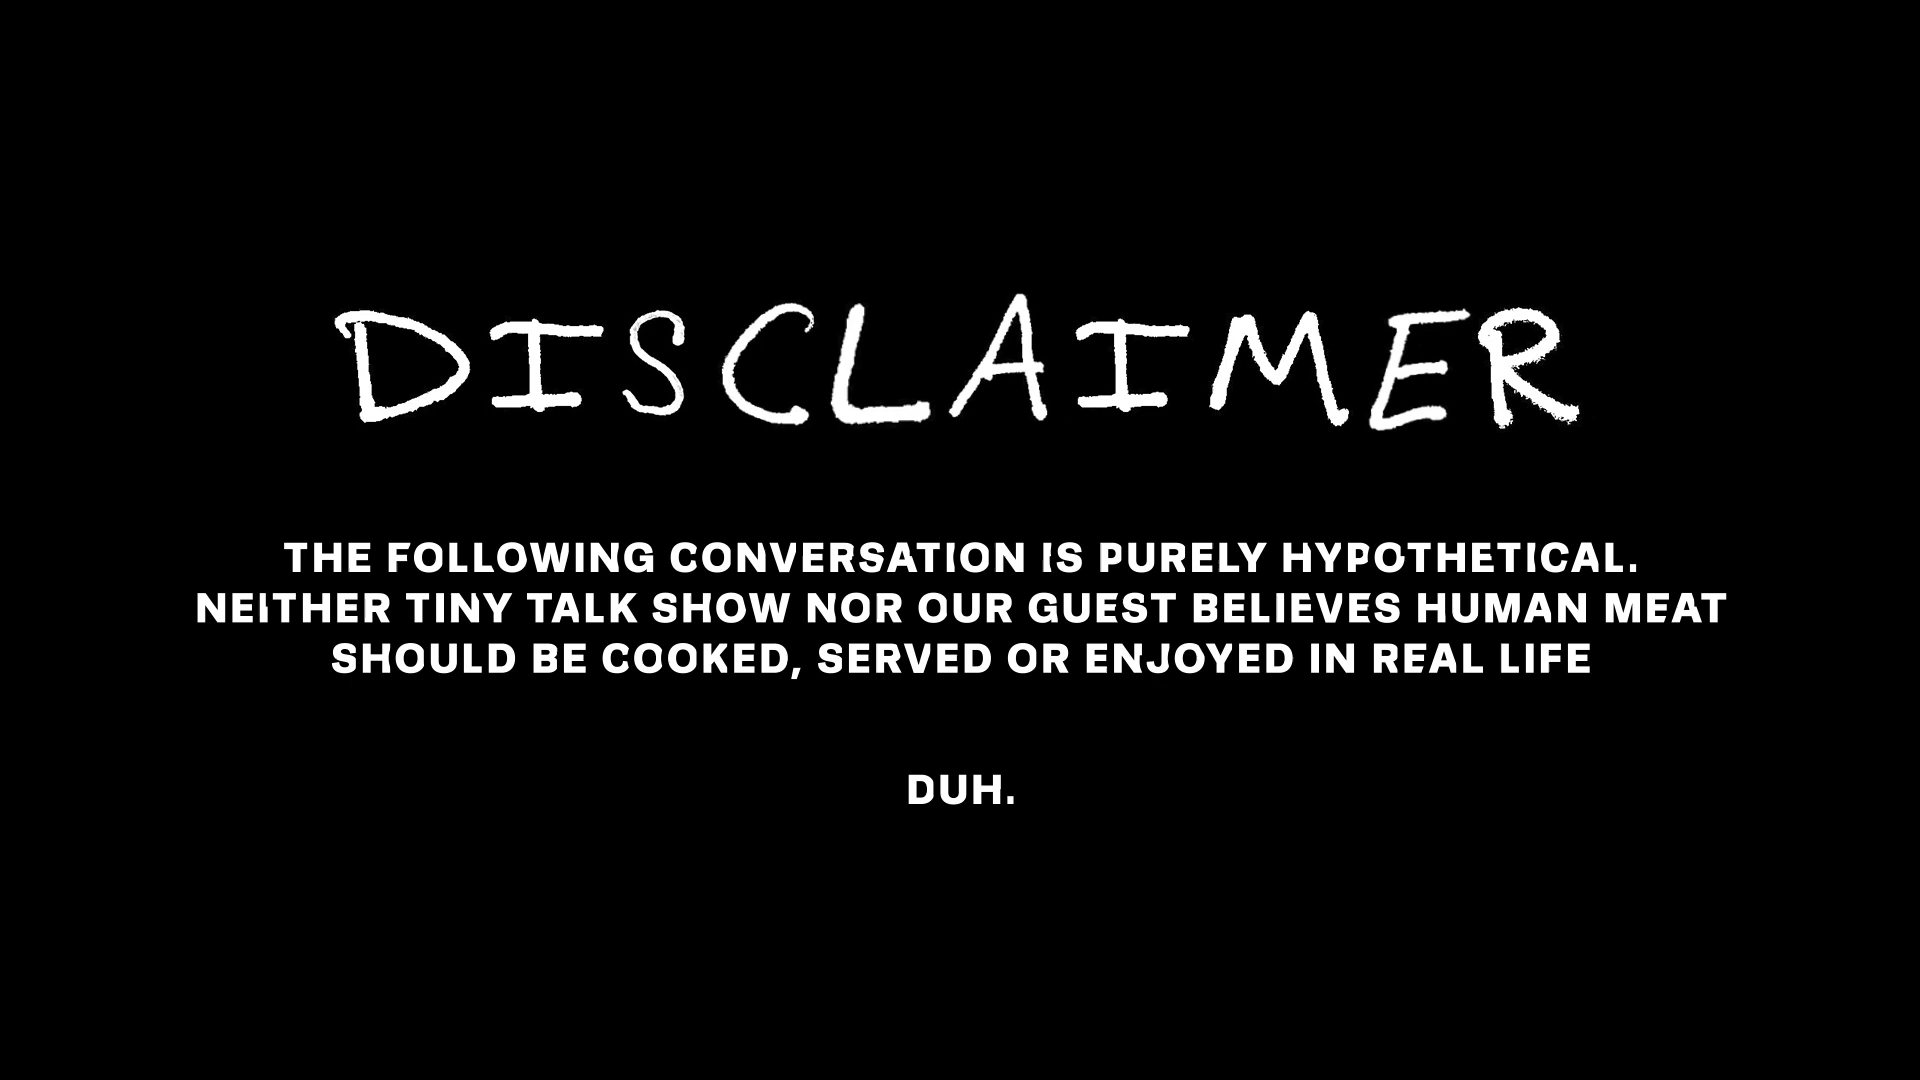 DISCLAIMER
THE FOLLOWING CONVERSATION IS PURELY HYPOTHETICAL.
NEITHER TINY TALK SHOW NOR OUR GUEST BELIEVES HUMAN MEAT
SHOULD BE COOKED, SERVED OR ENJOYED IN REAL LIFE
DUH.